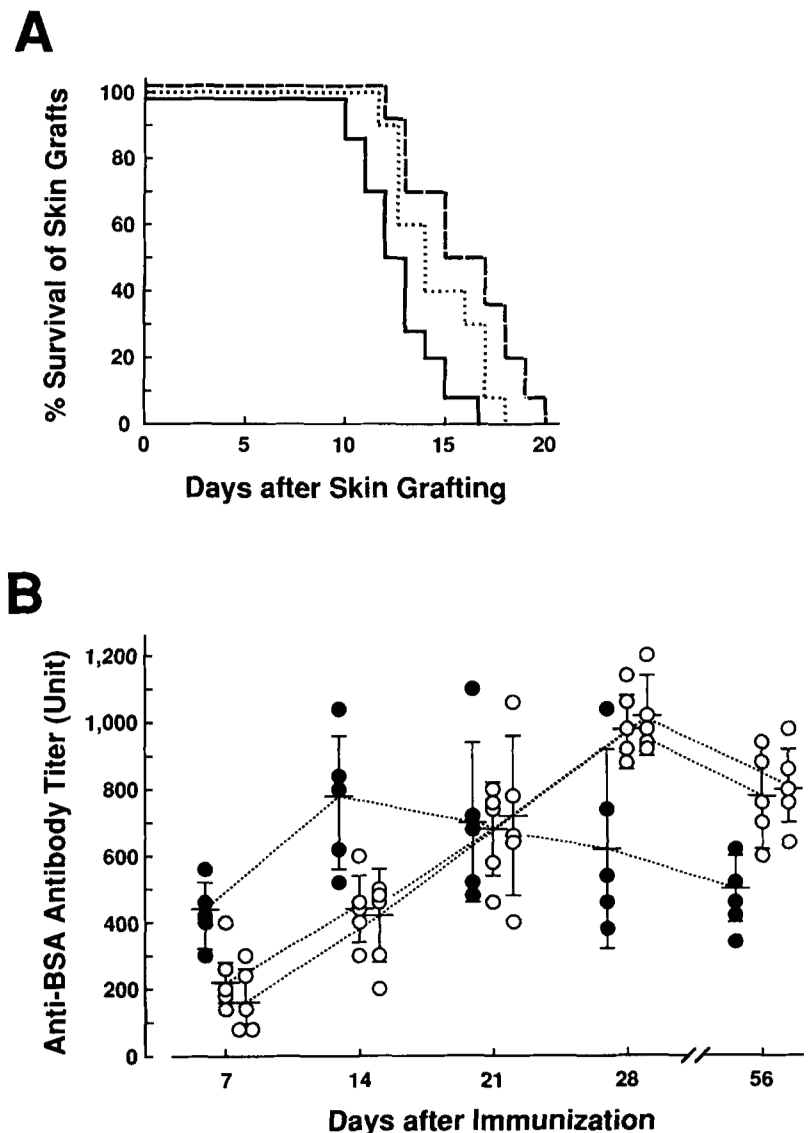 A
% Survival of Skin Grafts
100
80
60
40
20
0
0 5 10 15 20
Days after Skin Grafting
B
Anti-BSA Antibody Titer (Unit)
1,200
1,000
800
600
400
200
0
7 14 21 28 56
Days after Immunization